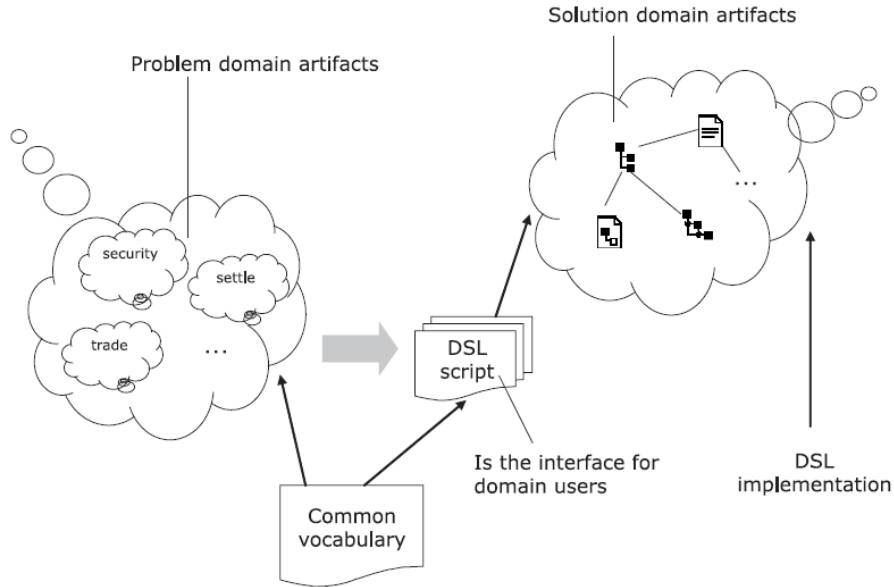 Solution domain artifacts
Problem domain artifacts
security
settle
trade
...
...
DSL
script
Is the interface for
domain users
DSL
implementation
Common
vocabulary